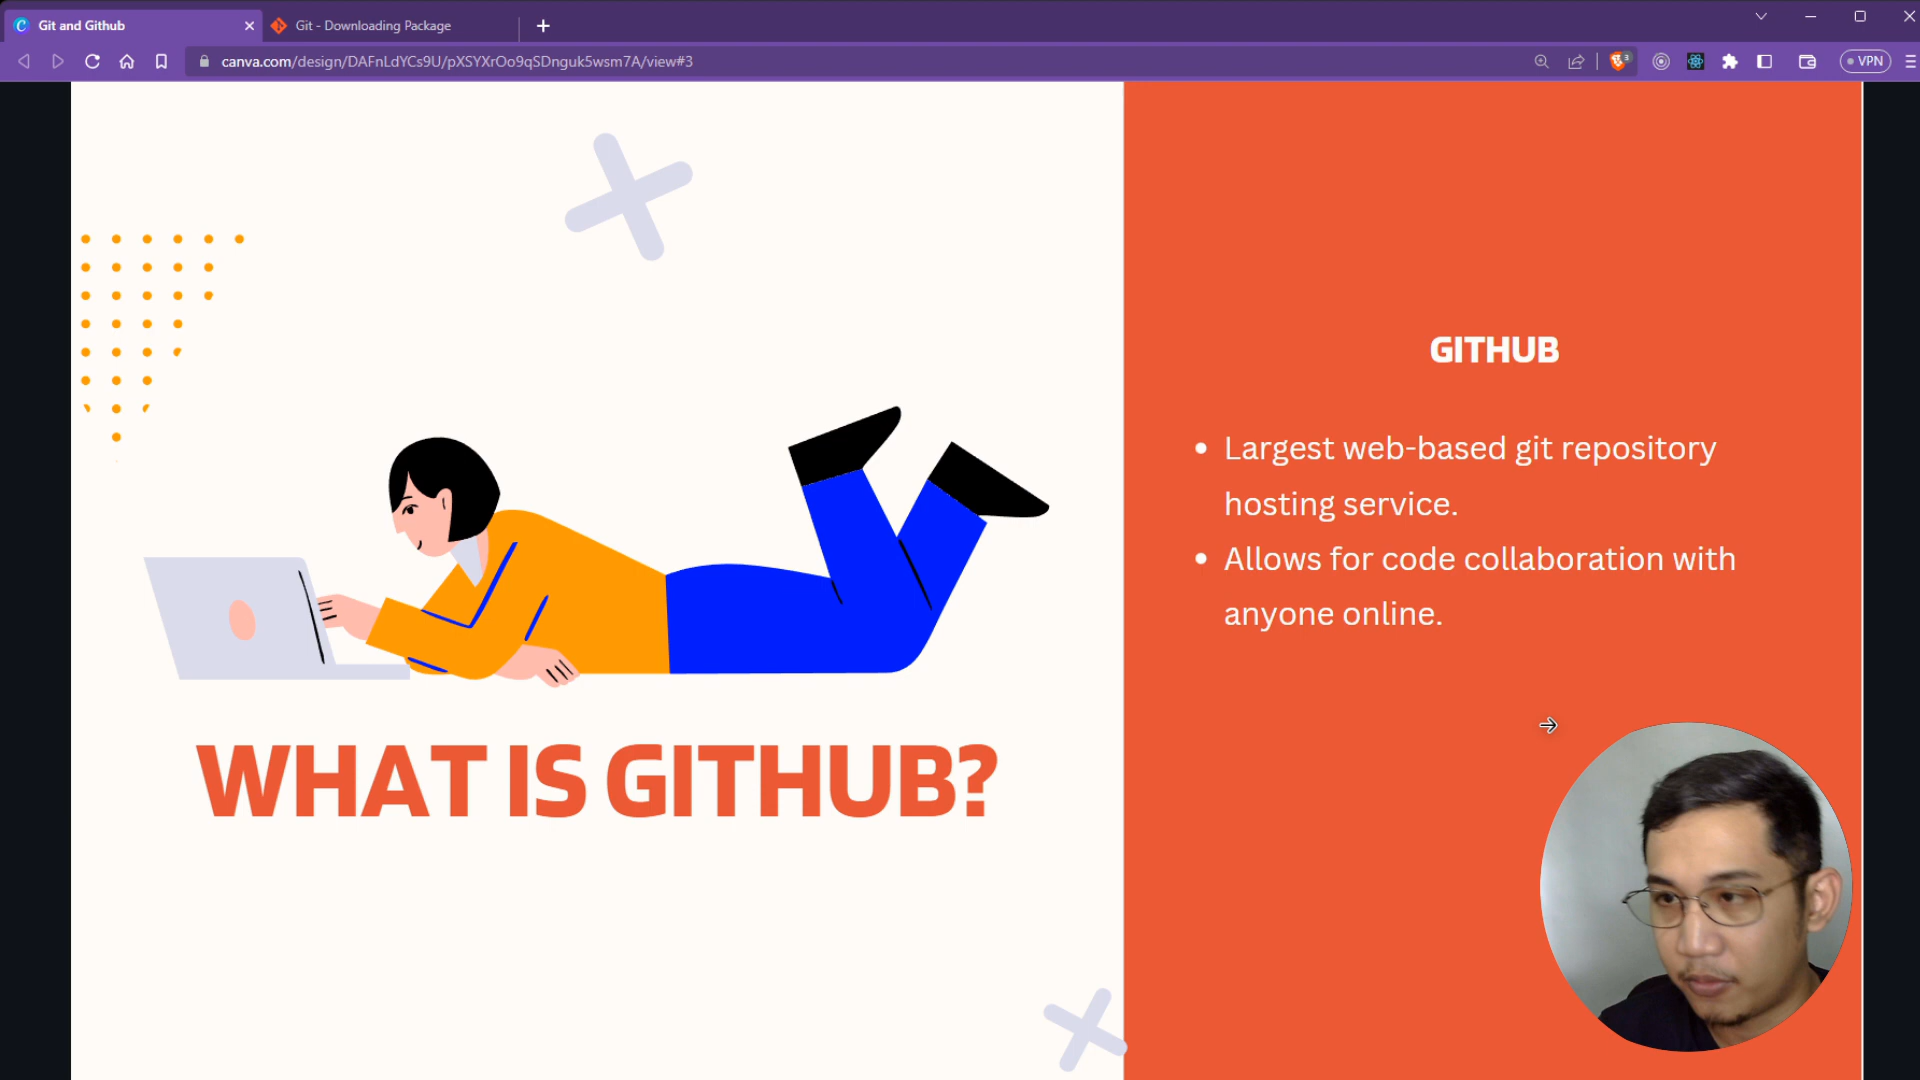 Git and Github
Git - Downloading Package
canva.com/design/DAFnLdYCs9U/pXSYXrOo9qSDnguk5wsm7A/view#3
3
VPN
GITHUB
• Largest web-based git repository
hosting service.
• Allows for code collaboration with
anyone online.
WHAT IS GITHUB?